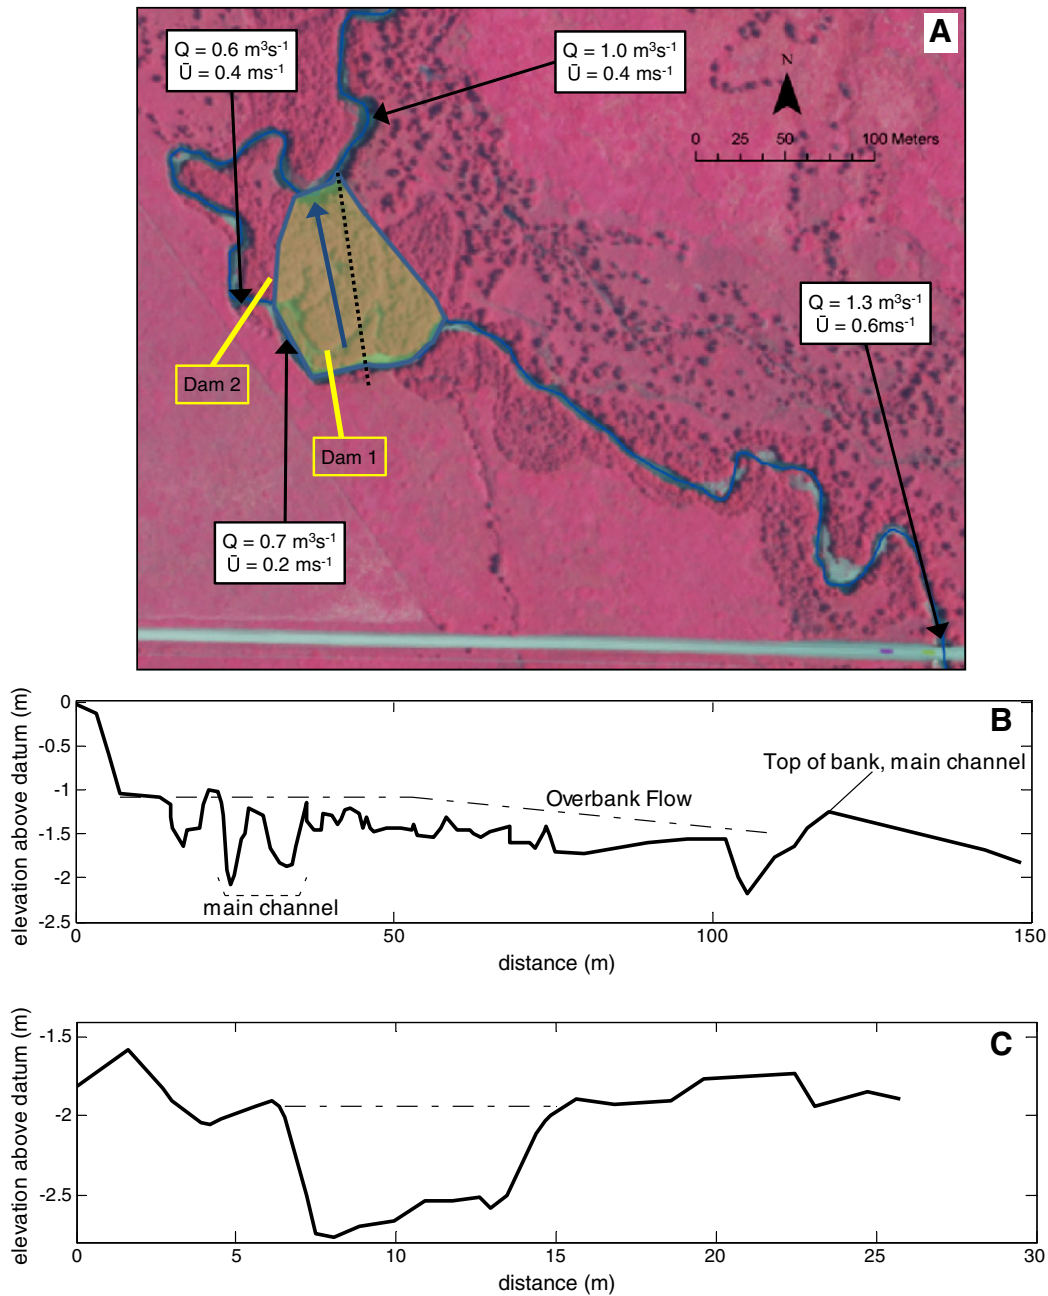 A
Q = 0.6 m³s⁻¹
Ū = 0.4 ms⁻¹
Q = 1.0 m³s⁻¹
Ū = 0.4 ms⁻¹
N
0 25 50 100 Meters
Q = 1.3 m³s⁻¹
Ū = 0.6ms⁻¹
Dam 2
Dam 1
Q = 0.7 m³s⁻¹
Ū = 0.2 ms⁻¹
B
elevation above datum (m)
0
-0.5
-1
-1.5
-2
-2.5
Top of bank, main channel
Overbank Flow
main channel
0 50 100 150
distance (m)
C
elevation above datum (m)
-1.5
-2
-2.5
0 5 10 15 20 25 30
distance (m)